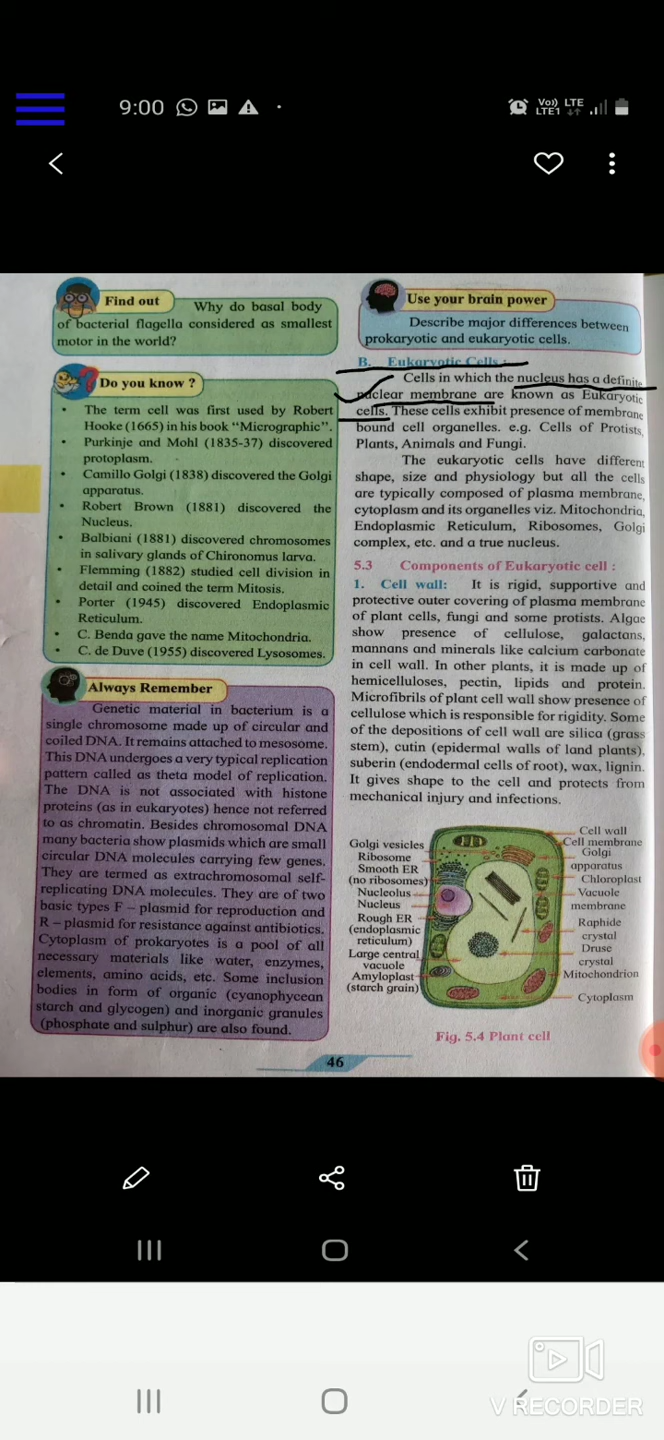 9:00
Vo)) LTE
LTE1
Find out
Why do basal body
of bacterial flagella considered as smallest
motor in the world?
Do you know ?
• The term cell was first used by Robert
Hooke (1665) in his book “Micrographic”.
• Purkinje and Mohl (1835-37) discovered
protoplasm.
• Camillo Golgi (1838) discovered the Golgi
apparatus.
• Robert Brown (1881) discovered the
Nucleus.
• Balbiani (1881) discovered chromosomes
in salivary glands of Chironomus larva.
• Flemming (1882) studied cell division in
detail and coined the term Mitosis.
• Porter (1945) discovered Endoplasmic
Reticulum.
• C. Benda gave the name Mitochondria.
• C. de Duve (1955) discovered Lysosomes.
Always Remember
Genetic material in bacterium is a
single chromosome made up of circular and
coiled DNA. It remains attached to mesosome.
This DNA undergoes a very typical replication
pattern called as theta model of replication.
The DNA is not associated with histone
proteins (as in eukaryotes) hence not referred
to as chromatin. Besides chromosomal DNA
many bacteria show plasmids which are small
circular DNA molecules carrying few genes.
They are termed as extrachromosomal self-
replicating DNA molecules. They are of two
basic types F – plasmid for reproduction and
R – plasmid for resistance against antibiotics.
Cytoplasm of prokaryotes is a pool of all
necessary materials like water, enzymes,
elements, amino acids, etc. Some inclusion
bodies in form of organic (cyanophycean
starch and glycogen) and inorganic granules
(phosphate and sulphur) are also found.
Use your brain power
Describe major differences between
prokaryotic and eukaryotic cells.
B. Eukaryotic Cells :
Cells in which the nucleus has a definite
nuclear membrane are known as Eukaryotic
cells. These cells exhibit presence of membrane
bound cell organelles. e.g. Cells of Protists,
Plants, Animals and Fungi.
The eukaryotic cells have different
shape, size and physiology but all the cells
are typically composed of plasma membrane,
cytoplasm and its organelles viz. Mitochondria,
Endoplasmic Reticulum, Ribosomes, Golgi
complex, etc. and a true nucleus.
5.3 Components of Eukaryotic cell :
1. Cell wall: It is rigid, supportive and
protective outer covering of plasma membrane
of plant cells, fungi and some protists. Algae
show presence of cellulose, galactans,
mannans and minerals like calcium carbonate
in cell wall. In other plants, it is made up of
hemicelluloses, pectin, lipids and protein.
Microfibrils of plant cell wall show presence of
cellulose which is responsible for rigidity. Some
of the depositions of cell wall are silica (grass
stem), cutin (epidermal walls of land plants),
suberin (endodermal cells of root), wax, lignin.
It gives shape to the cell and protects from
mechanical injury and infections.
Golgi vesicles
Ribosome
Smooth ER
(no ribosomes)
Nucleolus
Nucleus
Rough ER
(endoplasmic
reticulum)
Large central
vacuole
Amyloplast
(starch grain)
Cell wall
Cell membrane
Golgi
apparatus
Chloroplast
Vacuole
membrane
Raphide
crystal
Druse
crystal
Mitochondrion
Cytoplasm
Fig. 5.4 Plant cell
46
V RECORDER